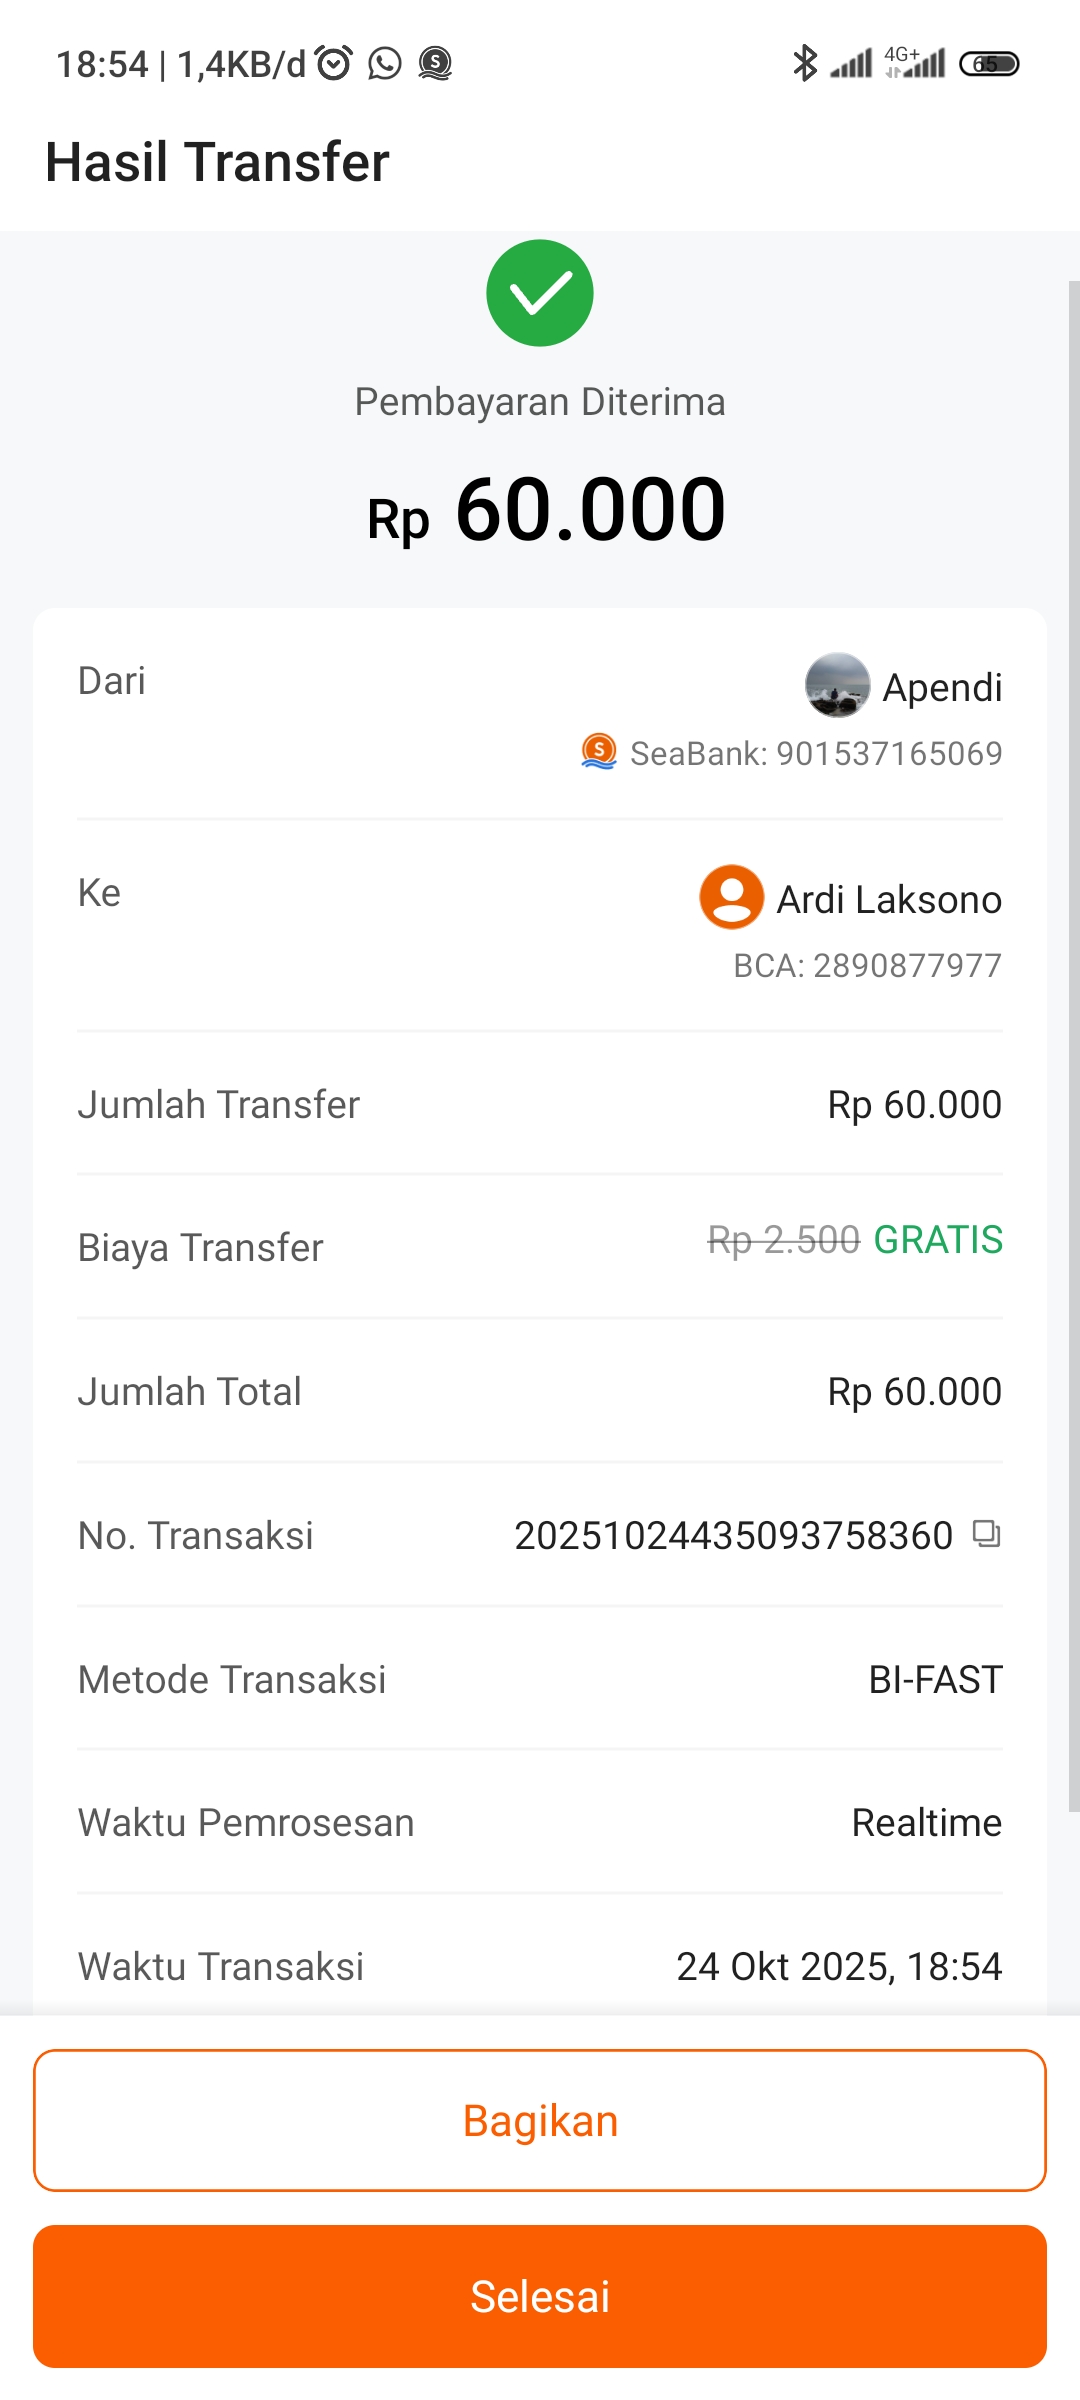 18:54 | 1,4KB/d
4G+
65
Hasil Transfer
Pembayaran Diterima
Rp 60.000
Dari
Apendi
SeaBank: 901537165069
Ke
Ardi Laksono
BCA: 2890877977
Jumlah Transfer
Rp 60.000
Biaya Transfer
Rp 2.500 GRATIS
Jumlah Total
Rp 60.000
No. Transaksi
20251024435093758360
Metode Transaksi
BI-FAST
Waktu Pemrosesan
Realtime
Waktu Transaksi
24 Okt 2025, 18:54
Bagikan
Selesai